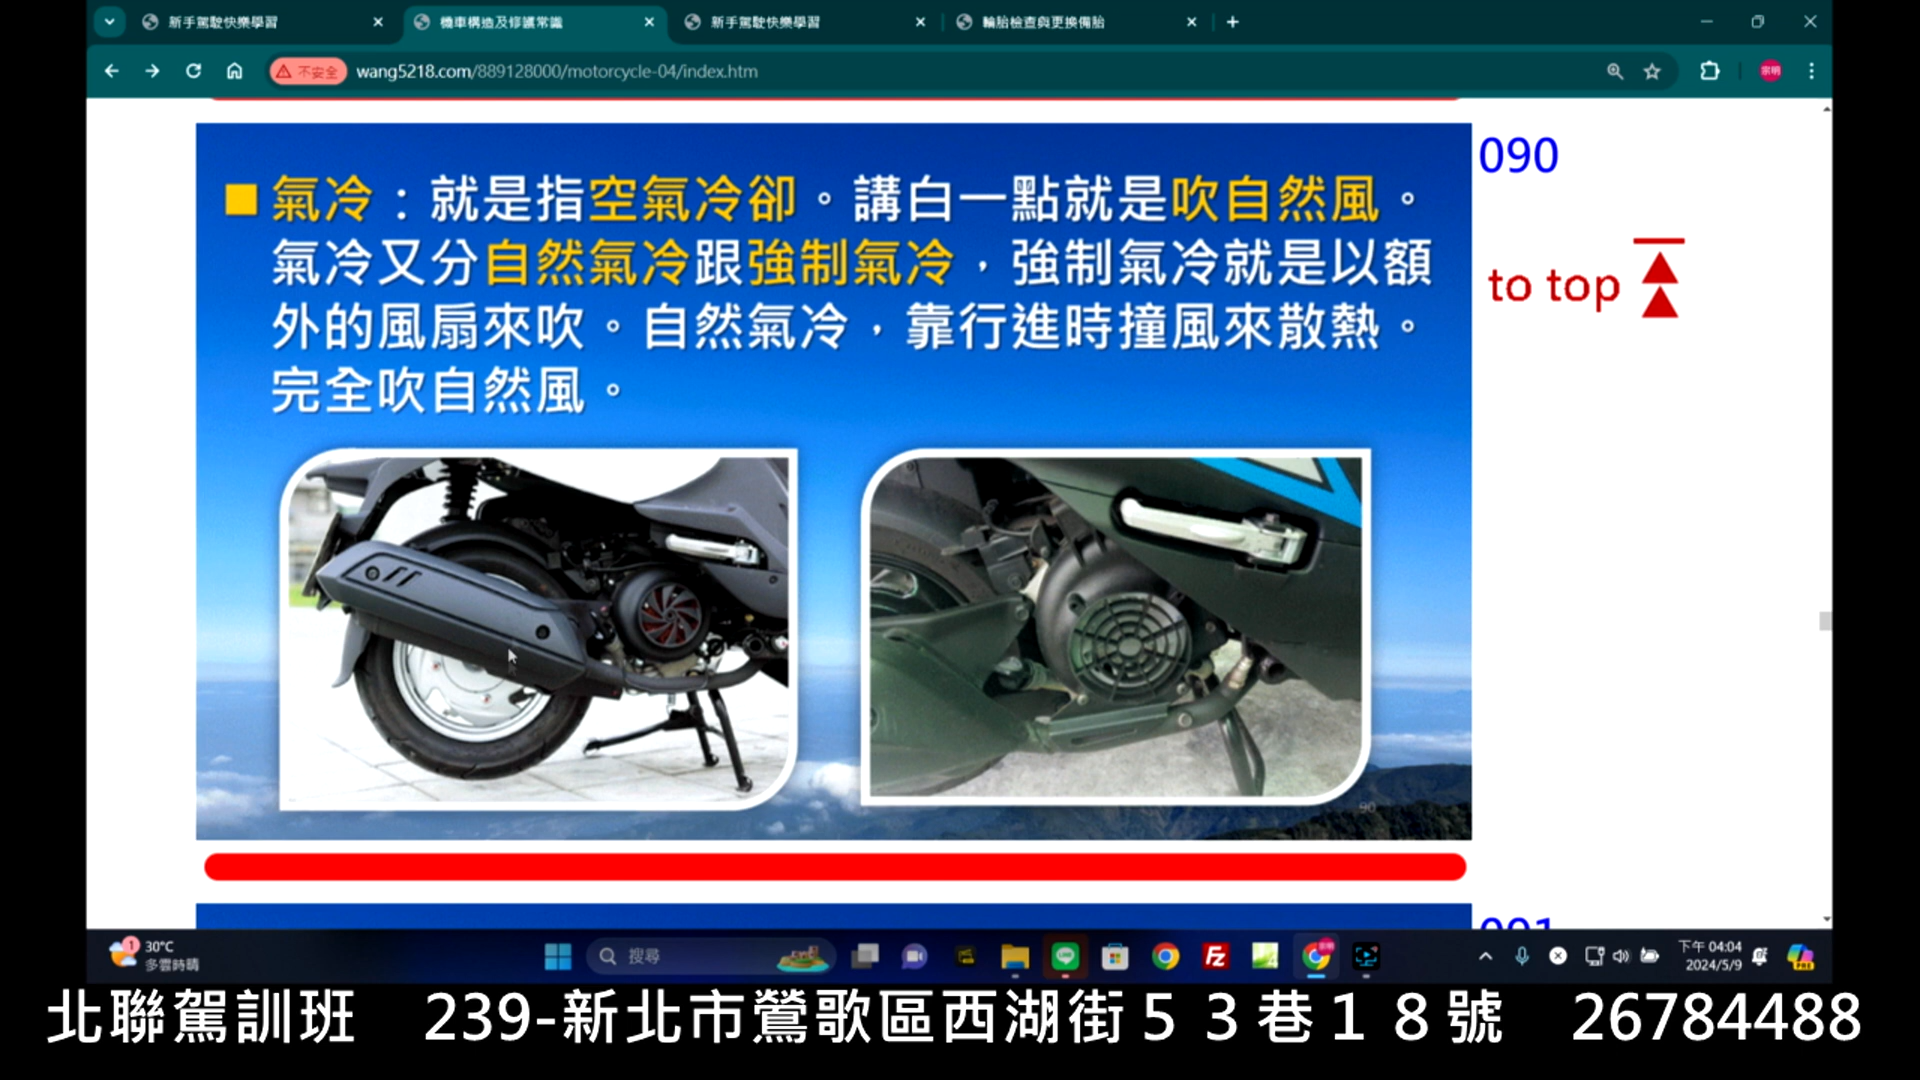 新手駕駛快樂學習
機車構造及修護常識
新手駕駛快樂學習
輪胎檢查與更換備胎
不安全
wang5218.com/889128000/motorcycle-04/index.htm
宗明
氣冷：就是指空氣冷卻。講白一點就是吹自然風。
氣冷又分自然氣冷跟強制氣冷，強制氣冷就是以額
外的風扇來吹。自然氣冷，靠行進時撞風來散熱。
完全吹自然風。
90
090
to top
091
1
30°C
多雲時晴
搜尋
下午 04:04
2024/5/9
PRE
北聯駕訓班 239-新北市鶯歌區西湖街５３巷１８號 26784488